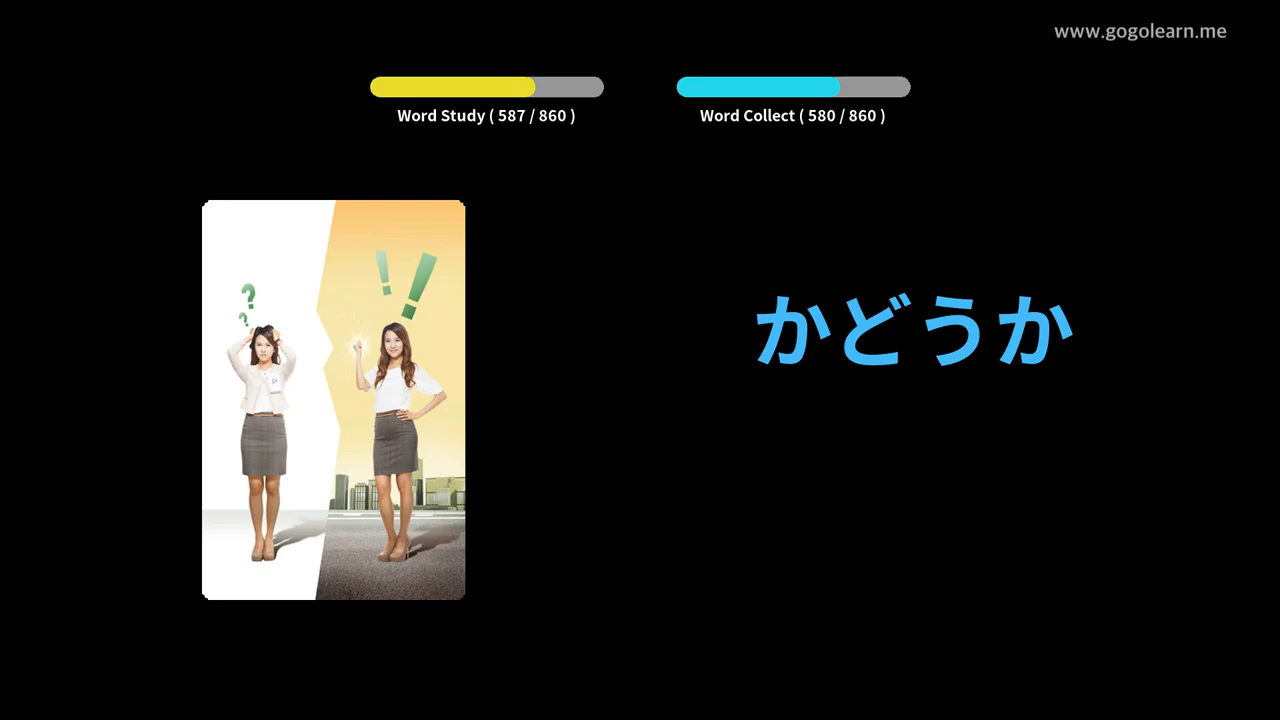 www.gogolearn.me
Word Study ( 587 / 860 )
Word Collect ( 580 / 860 )
? ?
! !
かどうか